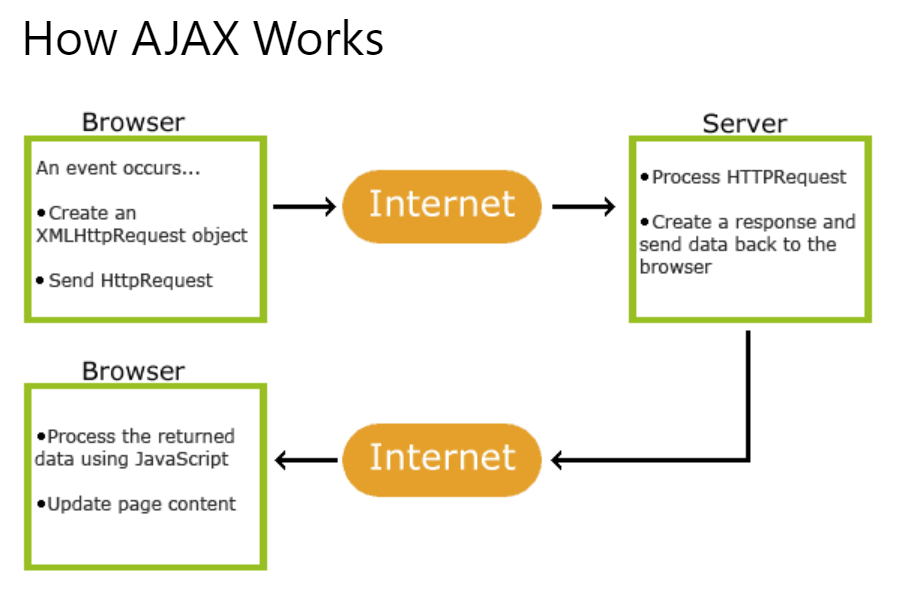 How AJAX Works
Browser
An event occurs...
•Create an
XMLHttpRequest object
•Send HttpRequest
Internet
Server
•Process HTTPRequest
•Create a response and
send data back to the
browser
Browser
•Process the returned
data using JavaScript
•Update page content
Internet